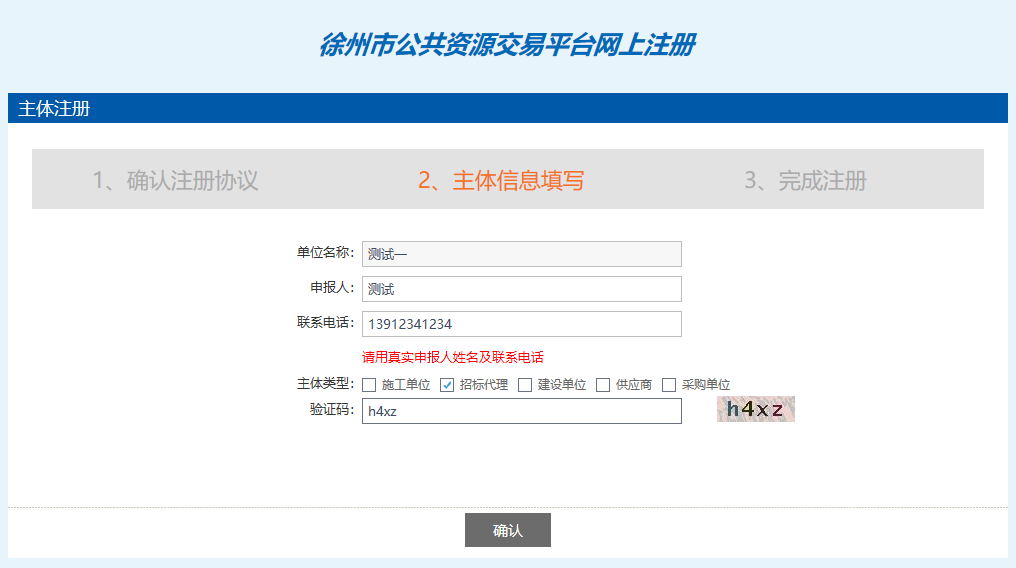 徐州市公共资源交易平台网上注册
主体注册
1、确认注册协议 2、主体信息填写 3、完成注册
单位名称: 测试一
申报人: 测试
联系电话: 13912341234
请用真实申报人姓名及联系电话
主体类型: 施工单位 招标代理 建设单位 供应商 采购单位
验证码: h4xz h4xz
确认